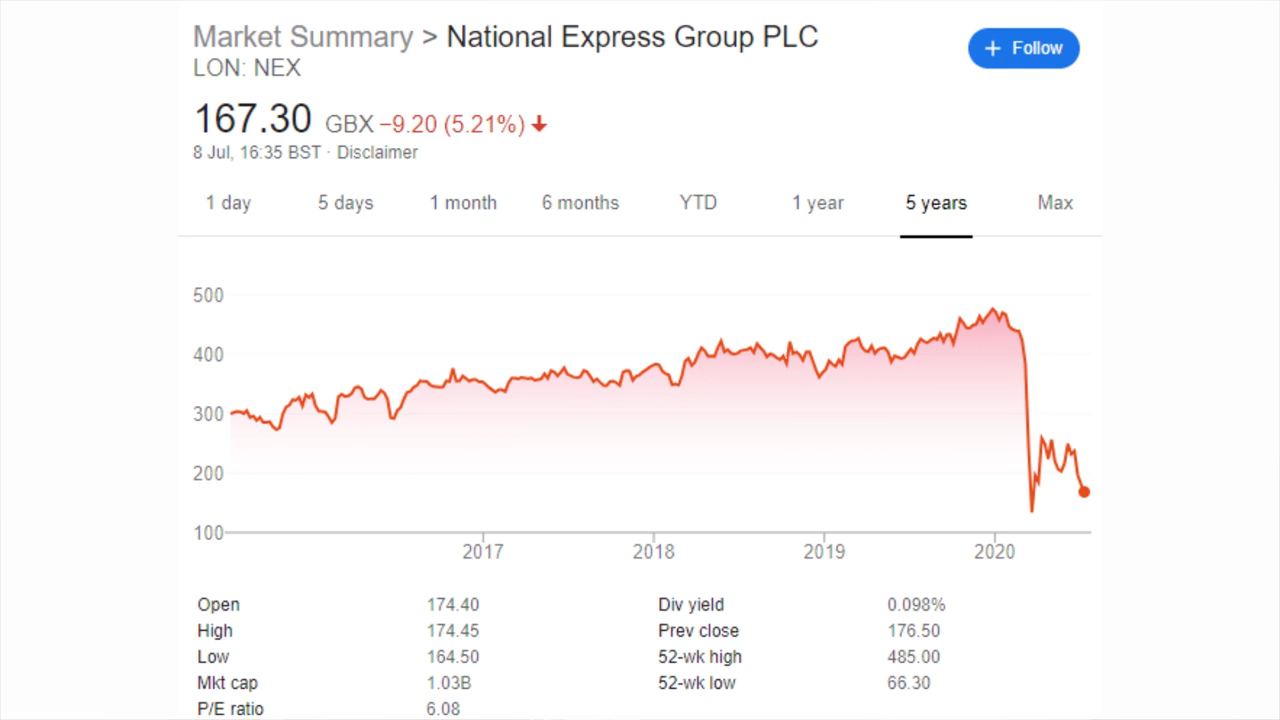 Market Summary > National Express Group PLC
LON: NEX
+ Follow
167.30 GBX −9.20 (5.21%)
8 Jul, 16:35 BST · Disclaimer
1 day 5 days 1 month 6 months YTD 1 year 5 years Max
500
400
300
200
100
2017 2018 2019 2020
Open 174.40 Div yield 0.098%
High 174.45 Prev close 176.50
Low 164.50 52-wk high 485.00
Mkt cap 1.03B 52-wk low 66.30
P/E ratio 6.08